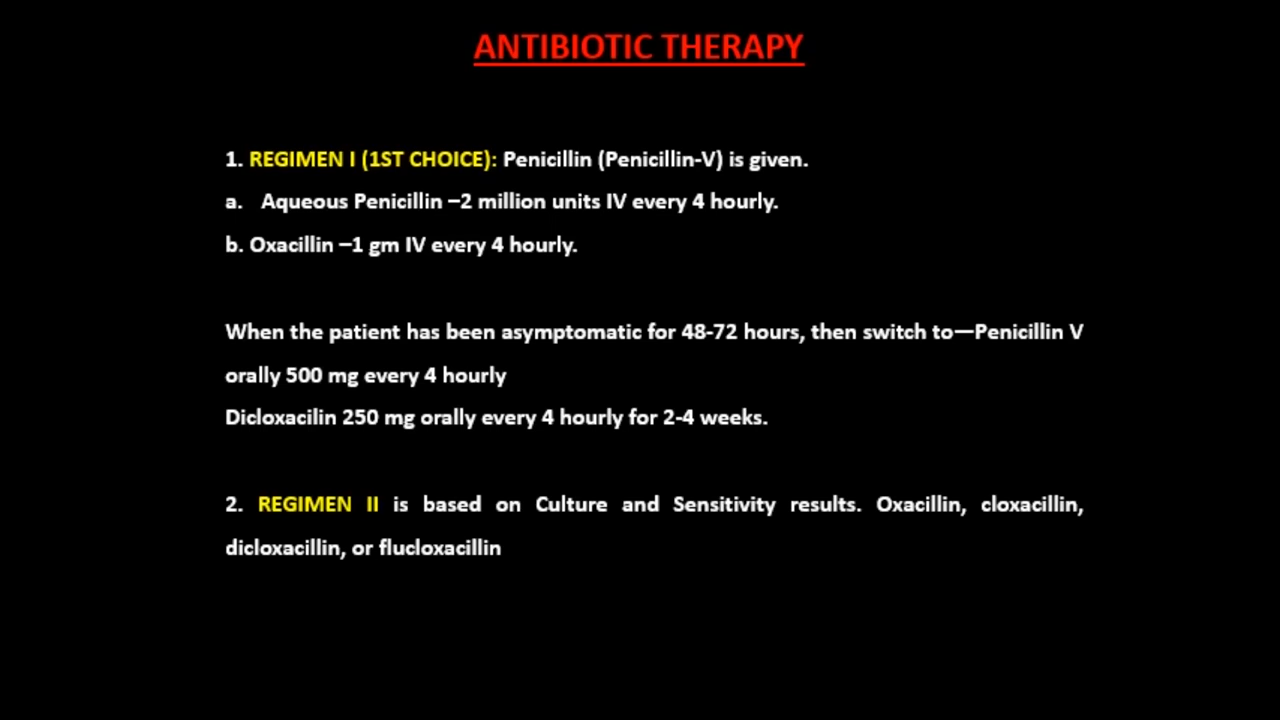 ANTIBIOTIC THERAPY
1. REGIMEN I (1ST CHOICE): Penicillin (Penicillin-V) is given.
a. Aqueous Penicillin –2 million units IV every 4 hourly.
b. Oxacillin –1 gm IV every 4 hourly.
When the patient has been asymptomatic for 48-72 hours, then switch to—Penicillin V
orally 500 mg every 4 hourly
Dicloxacilin 250 mg orally every 4 hourly for 2-4 weeks.
2. REGIMEN II is based on Culture and Sensitivity results. Oxacillin, cloxacillin,
dicloxacillin, or flucloxacillin